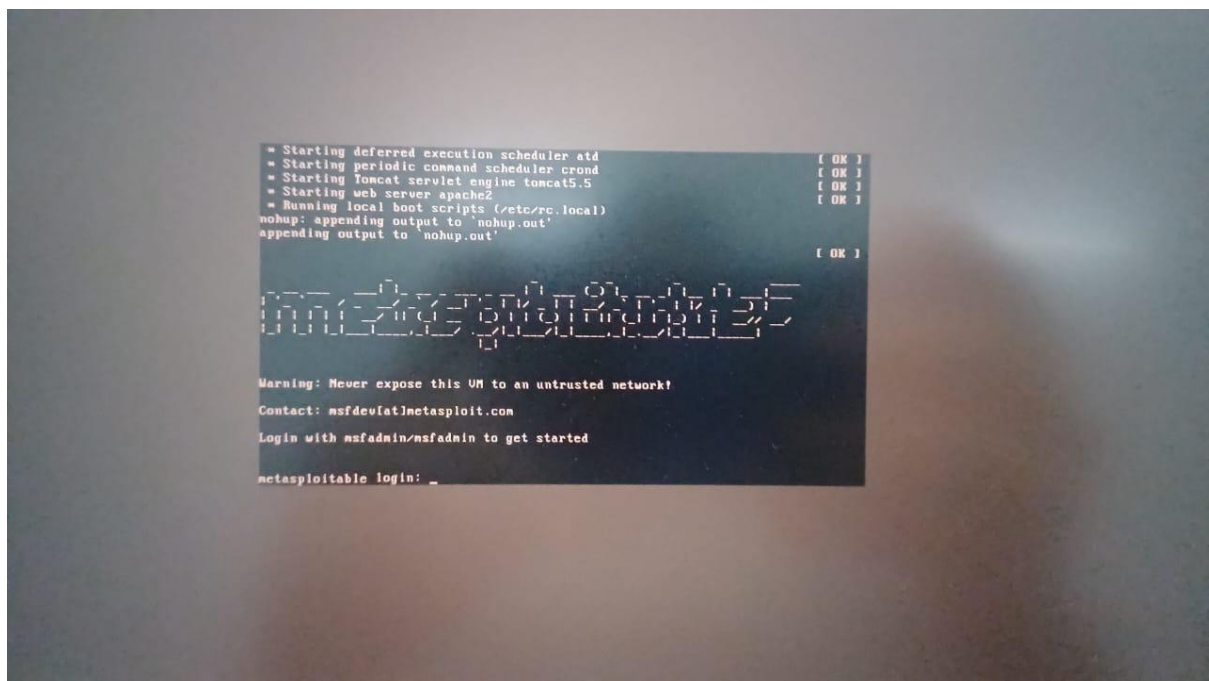 * Starting deferred execution scheduler atd [ OK ]
* Starting periodic command scheduler crond [ OK ]
* Starting Tomcat servlet engine tomcat5.5 [ OK ]
* Starting web server apache2 [ OK ]
* Running local boot scripts (/etc/rc.local)
nohup: appending output to `nohup.out'
appending output to `nohup.out'
[ OK ]
metasploitable2
Warning: Never expose this VM to an untrusted network!
Contact: msfdev[at]metasploit.com
Login with msfadmin/msfadmin to get started
metasploitable login: _